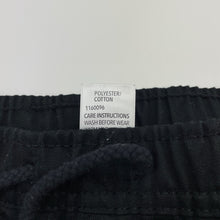 POLYESTER/
COTTON
1160096
CARE INSTRUCTIONS
WASH BEFORE WEAR